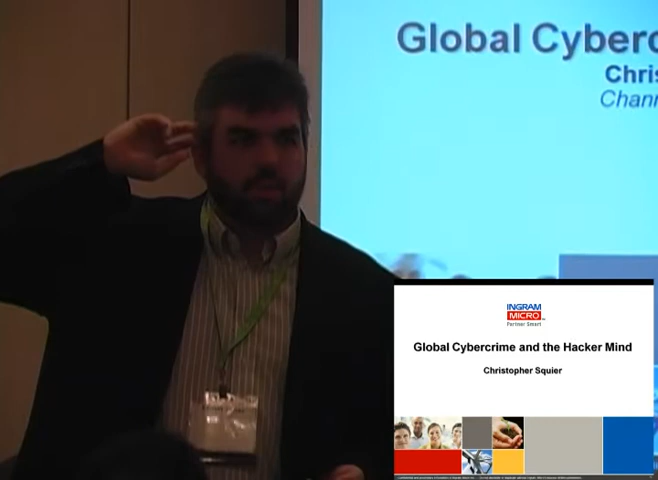 Global Cyberc
Chris
Chann
INGRAM
MICRO
Partner Smart
Global Cybercrime and the Hacker Mind
Christopher Squier